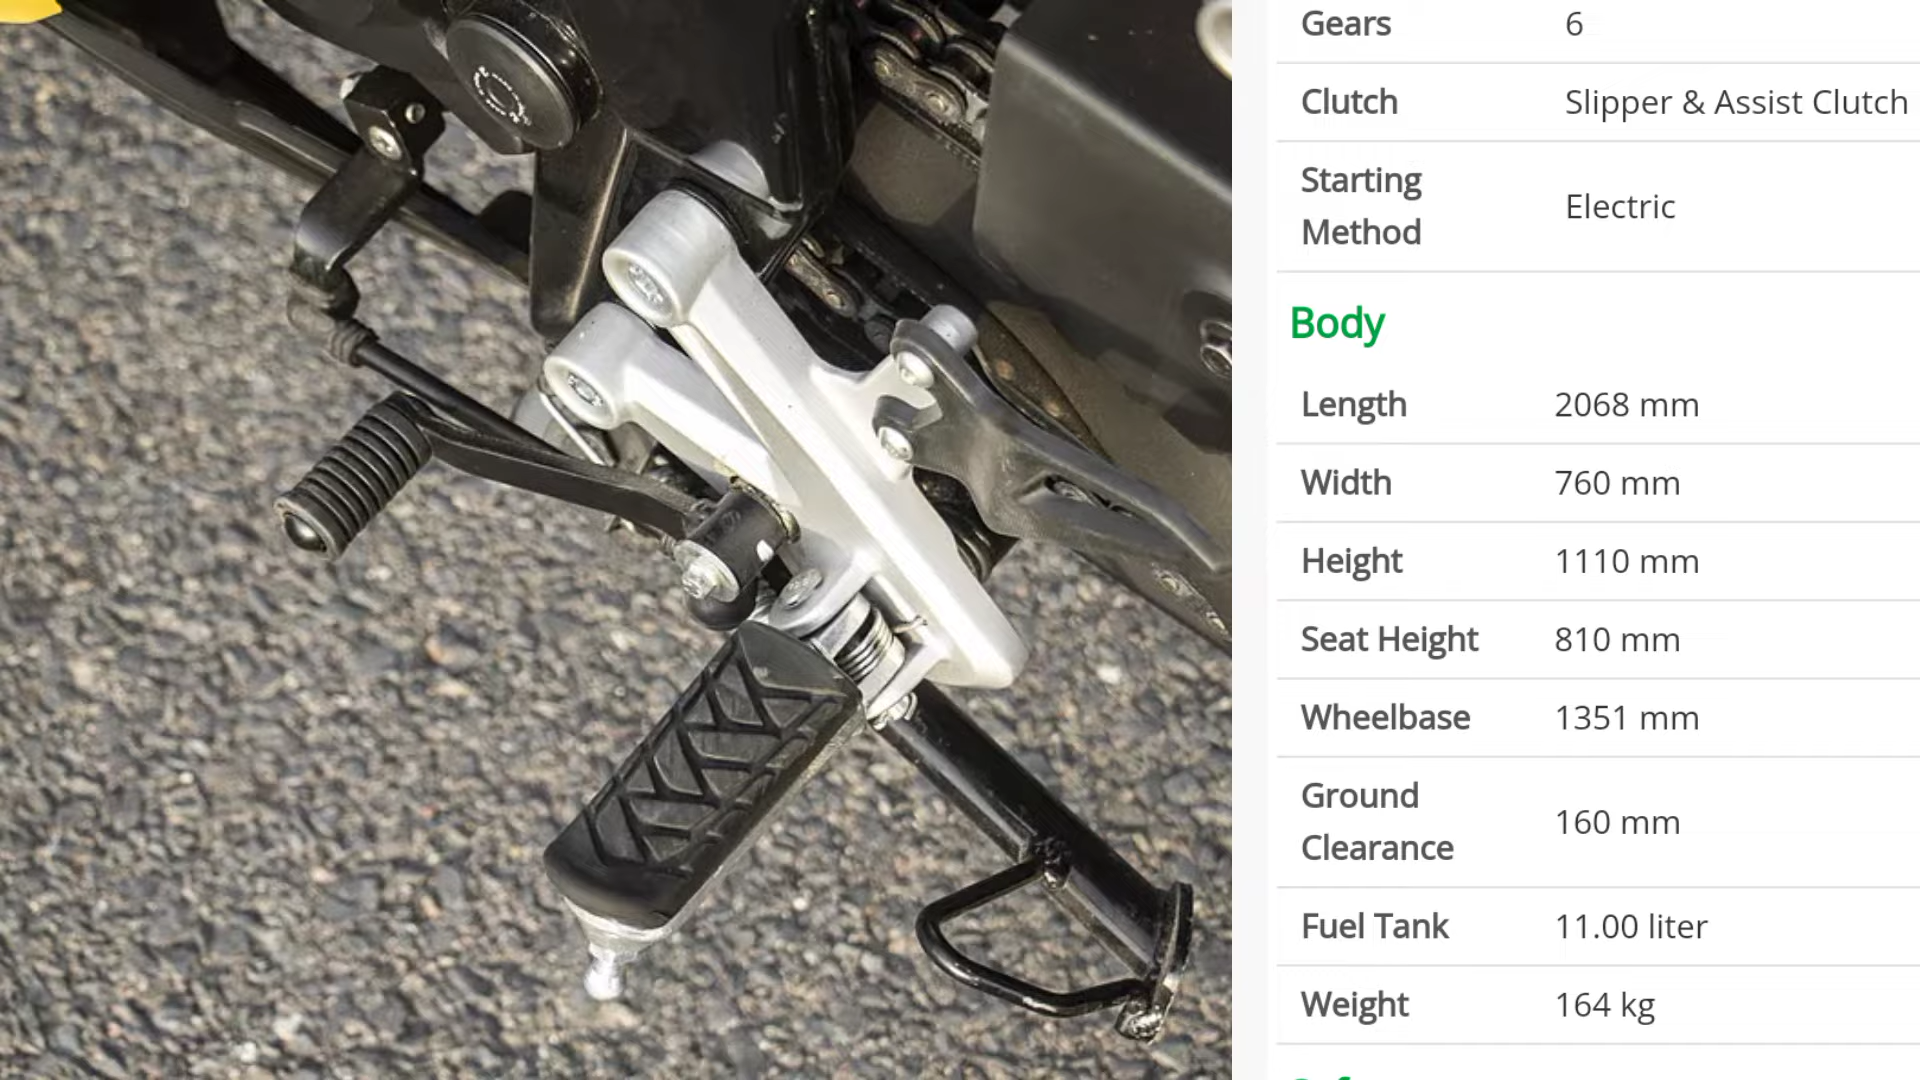 Gears 6
Clutch Slipper & Assist Clutch
Starting
Method Electric
Body
Length 2068 mm
Width 760 mm
Height 1110 mm
Seat Height 810 mm
Wheelbase 1351 mm
Ground
Clearance 160 mm
Fuel Tank 11.00 liter
Weight 164 kg